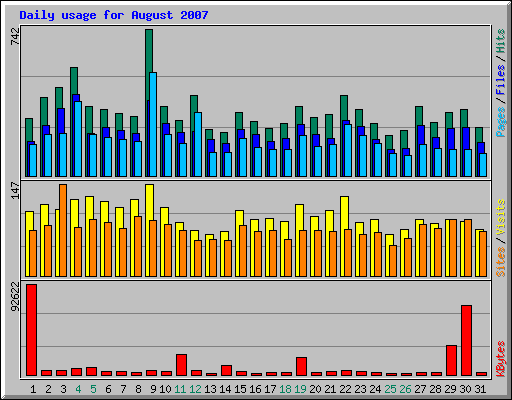 Daily usage for August 2007
742
Pages / Files / Hits
147
Sites / Visits
92622
KBytes
1 2 3 4 5 6 7 8 9 10 11 12 13 14 15 16 17 18 19 20 21 22 23 24 25 26 27 28 29 30 31